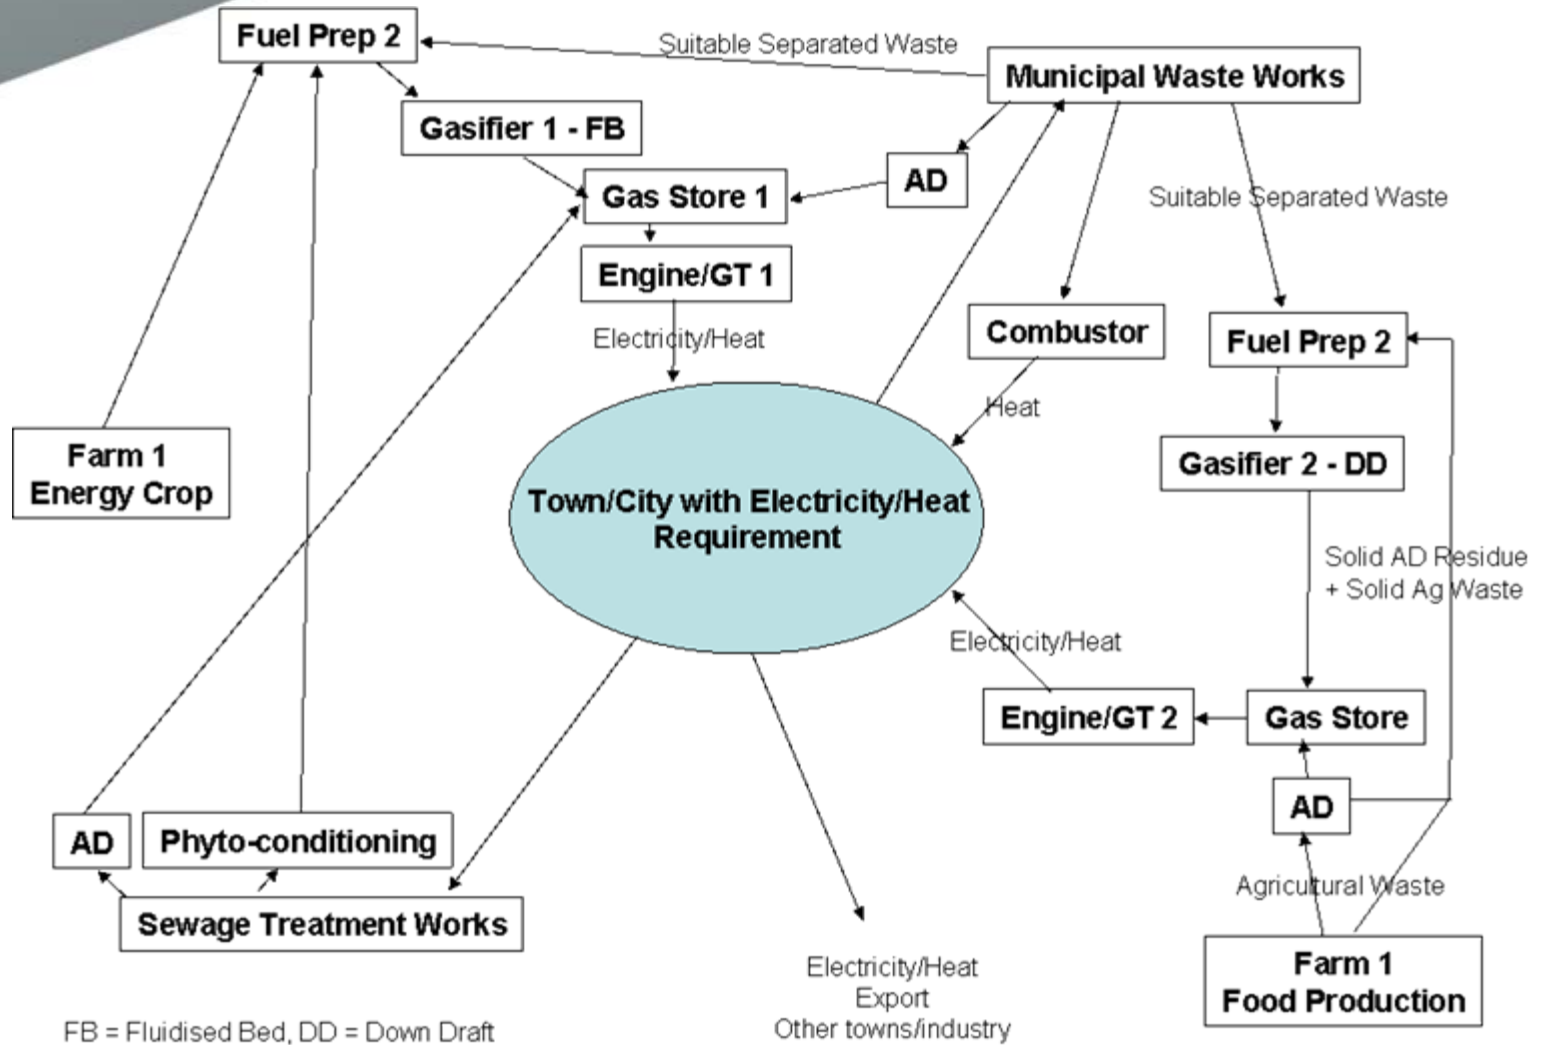 Fuel Prep 2
Suitable Separated Waste
Municipal Waste Works
Gasifier 1 - FB
Gas Store 1
AD
Suitable Separated Waste
Engine/GT 1
Electricity/Heat
Combustor
Fuel Prep 2
Heat
Farm 1
Energy Crop
Gasifier 2 - DD
Town/City with Electricity/Heat
Requirement
Solid AD Residue
+ Solid Ag Waste
Electricity/Heat
Engine/GT 2
Gas Store
AD
AD
Phyto-conditioning
Agricultural Waste
Sewage Treatment Works
Farm 1
Food Production
Electricity/Heat
Export
Other towns/industry
FB = Fluidised Bed, DD = Down Draft